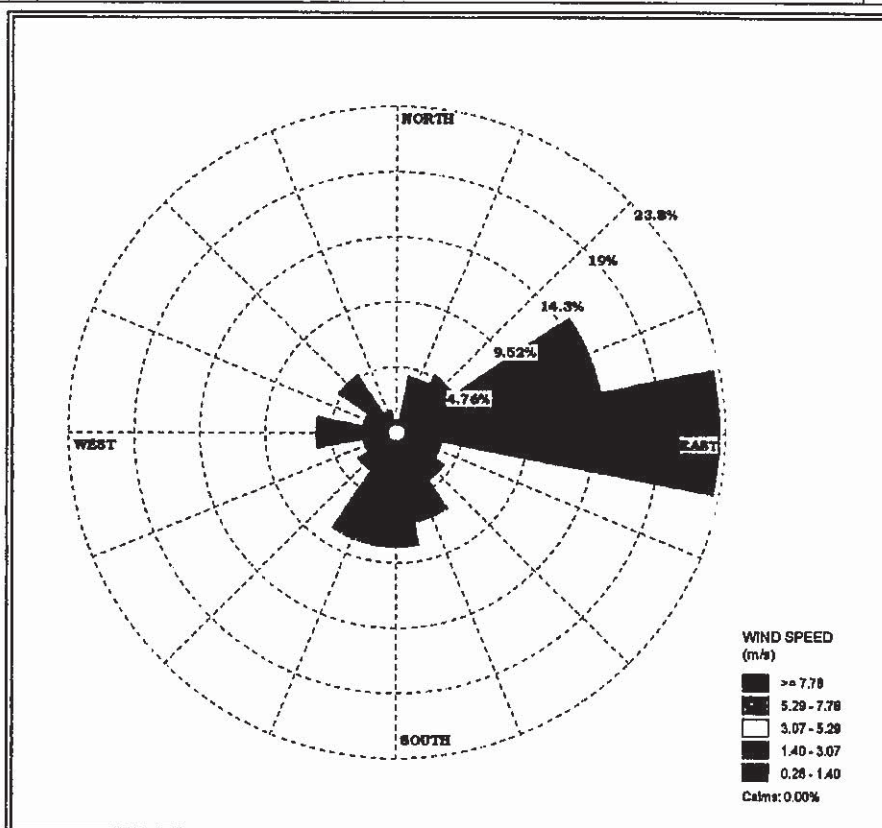 NORTH
23.8%
19%
14.3%
9.52%
4.76%
WEST
EAST
SOUTH
WIND SPEED
(m/s)
>= 7.78
5.29 - 7.78
3.07 - 5.29
1.40 - 3.07
0.28 - 1.40
Calms: 0.00%